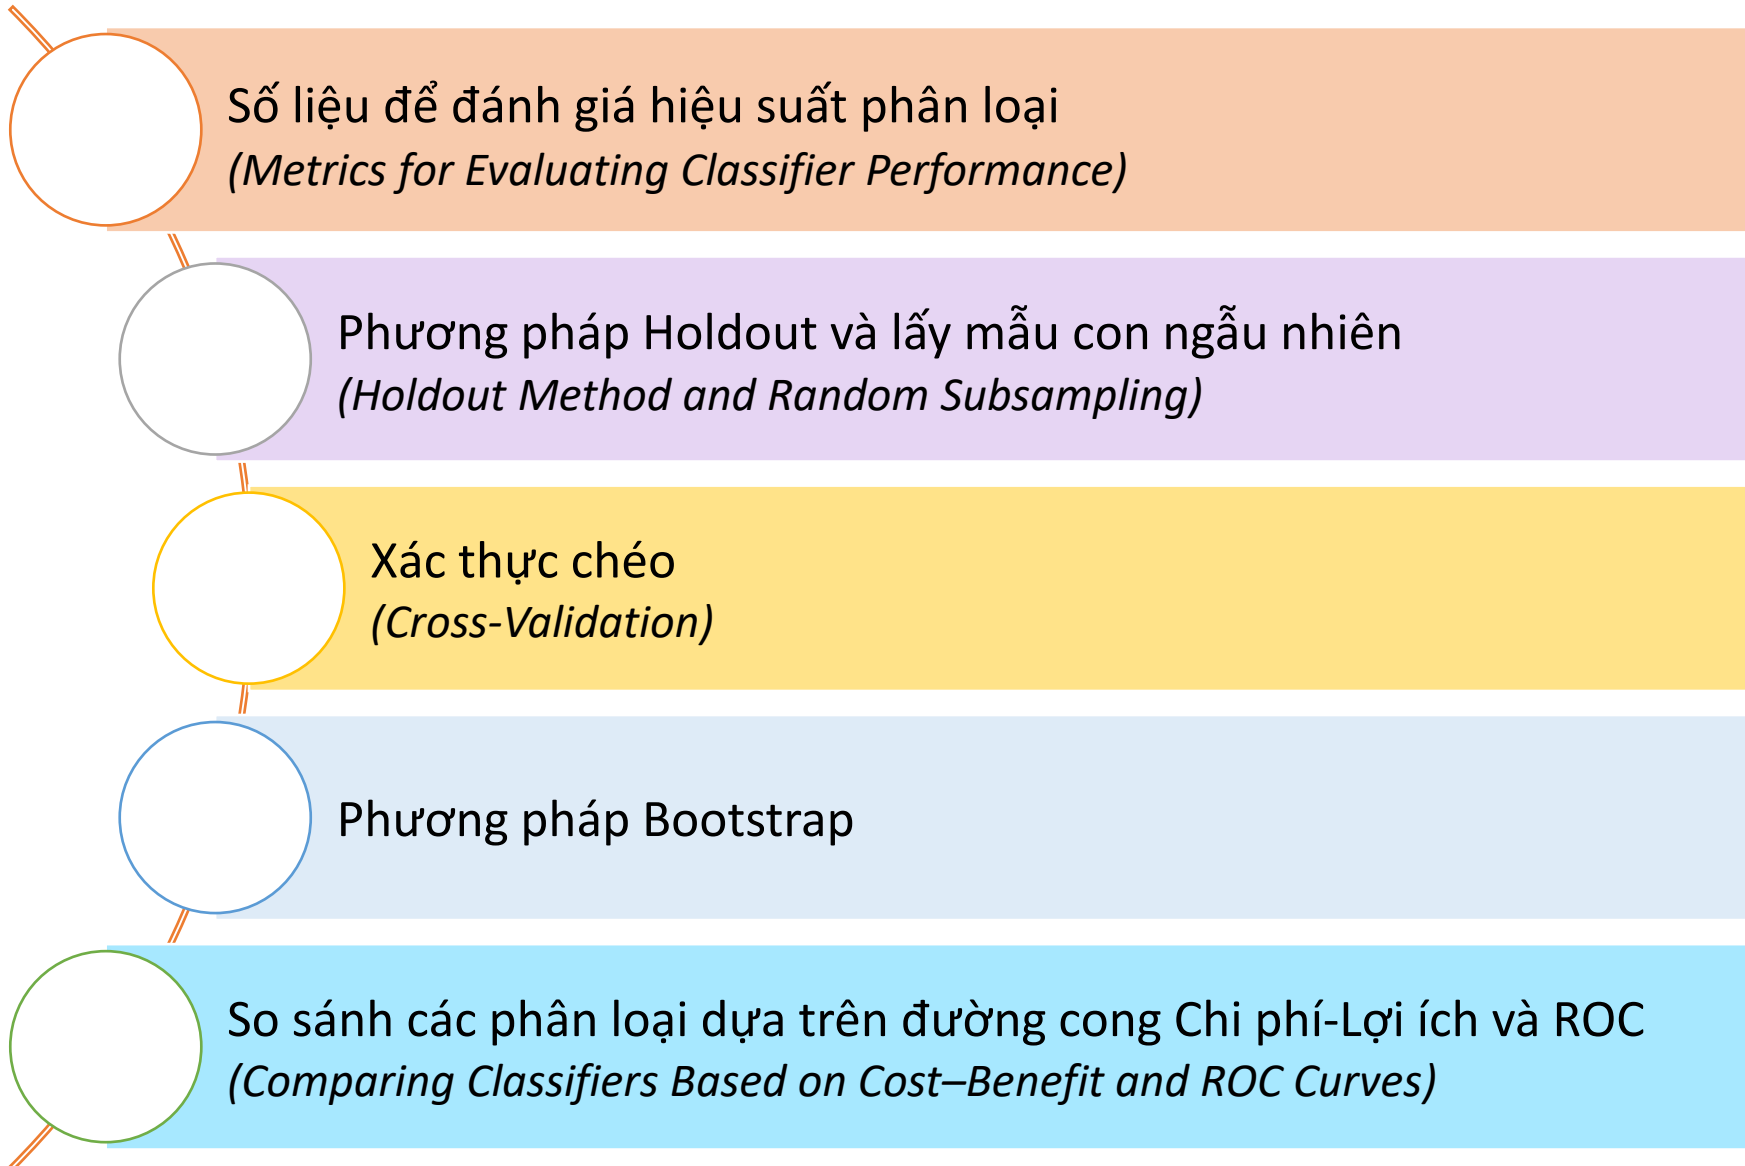 Số liệu để đánh giá hiệu suất phân loại
(Metrics for Evaluating Classifier Performance)
Phương pháp Holdout và lấy mẫu con ngẫu nhiên
(Holdout Method and Random Subsampling)
Xác thực chéo
(Cross-Validation)
Phương pháp Bootstrap
So sánh các phân loại dựa trên đường cong Chi phí-Lợi ích và ROC
(Comparing Classifiers Based on Cost–Benefit and ROC Curves)